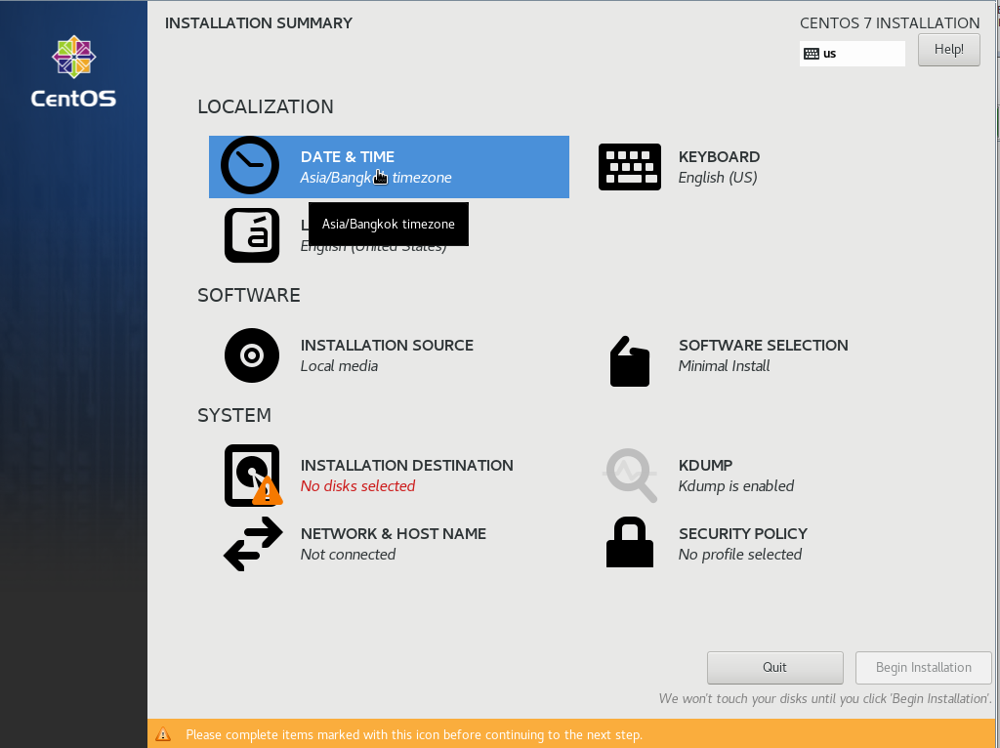 INSTALLATION SUMMARY
CENTOS 7 INSTALLATION
us
Help!
CentOS
LOCALIZATION
DATE & TIME
Asia/Bangk timezone
KEYBOARD
English (US)
Asia/Bangkok timezone
English (United States)
SOFTWARE
INSTALLATION SOURCE
Local media
SOFTWARE SELECTION
Minimal Install
SYSTEM
INSTALLATION DESTINATION
No disks selected
KDUMP
Kdump is enabled
NETWORK & HOST NAME
Not connected
SECURITY POLICY
No profile selected
Quit
Begin Installation
We won't touch your disks until you click 'Begin Installation'.
Please complete items marked with this icon before continuing to the next step.